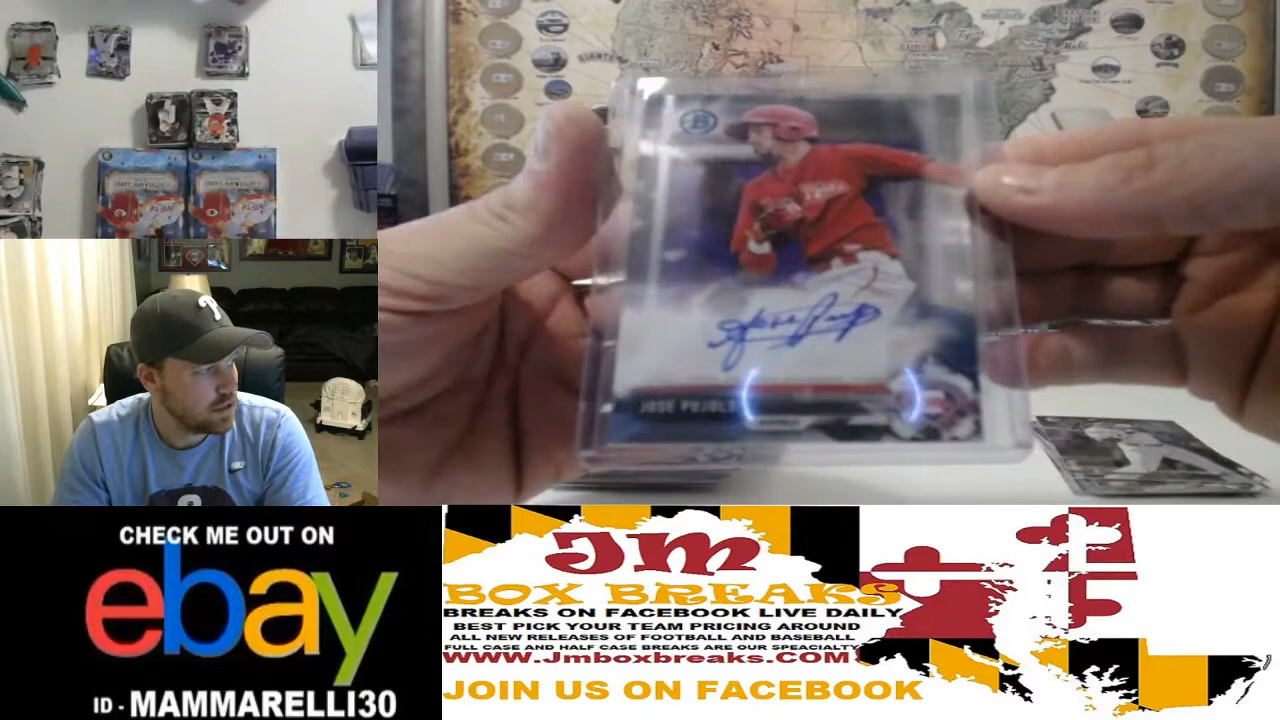 GIANTS
B
JOSE PUJOLS
P
CHECK ME OUT ON
ebay
ID - MAMMARELLI30
JM
BOX BREAKS
BREAKS ON FACEBOOK LIVE DAILY
BEST PICK YOUR TEAM PRICING AROUND
ALL NEW RELEASES OF FOOTBALL AND BASEBALL
FULL CASE AND HALF CASE BREAKS ARE OUR SPEACIALTY
WWW.Jmboxbreaks.COM
JOIN US ON FACEBOOK